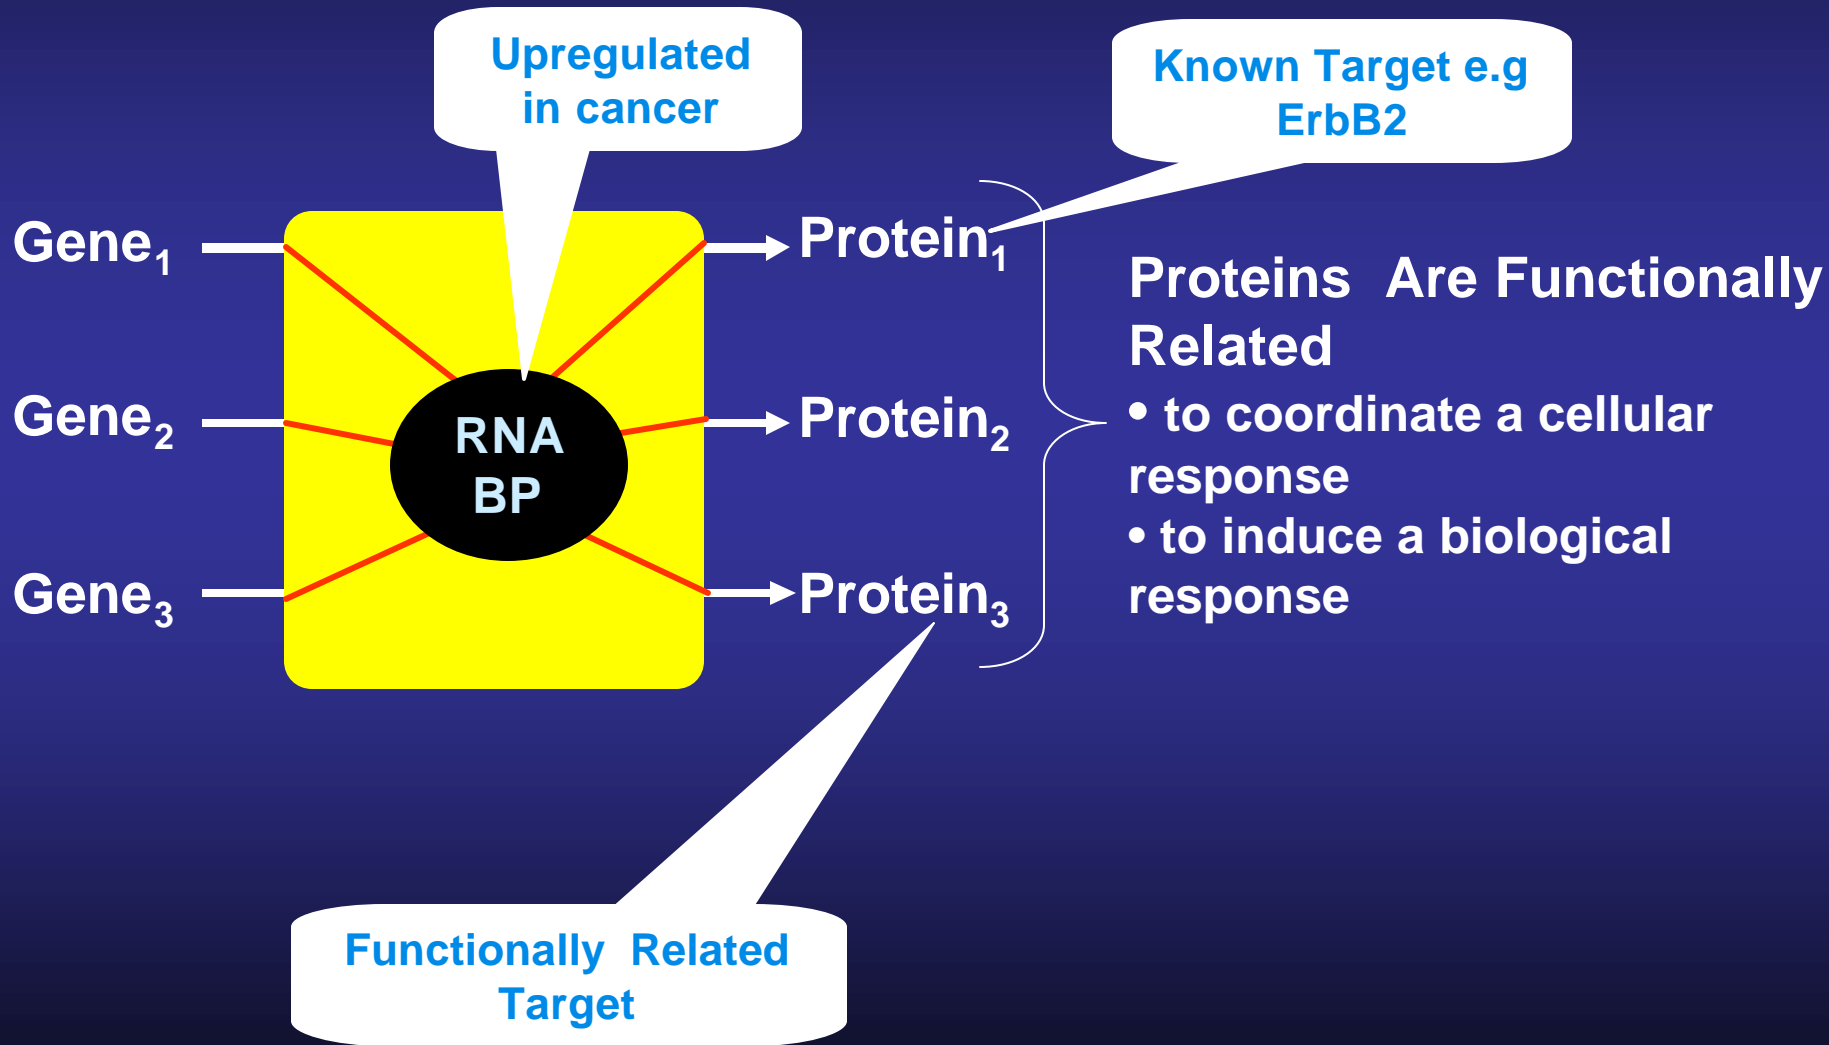 Upregulated
in cancer
Known Target e.g
ErbB2
Gene₁
Protein₁
Gene₂
RNA
BP
Protein₂
Gene₃
Protein₃
Proteins Are Functionally
Related
• to coordinate a cellular
response
• to induce a biological
response
Functionally Related
Target